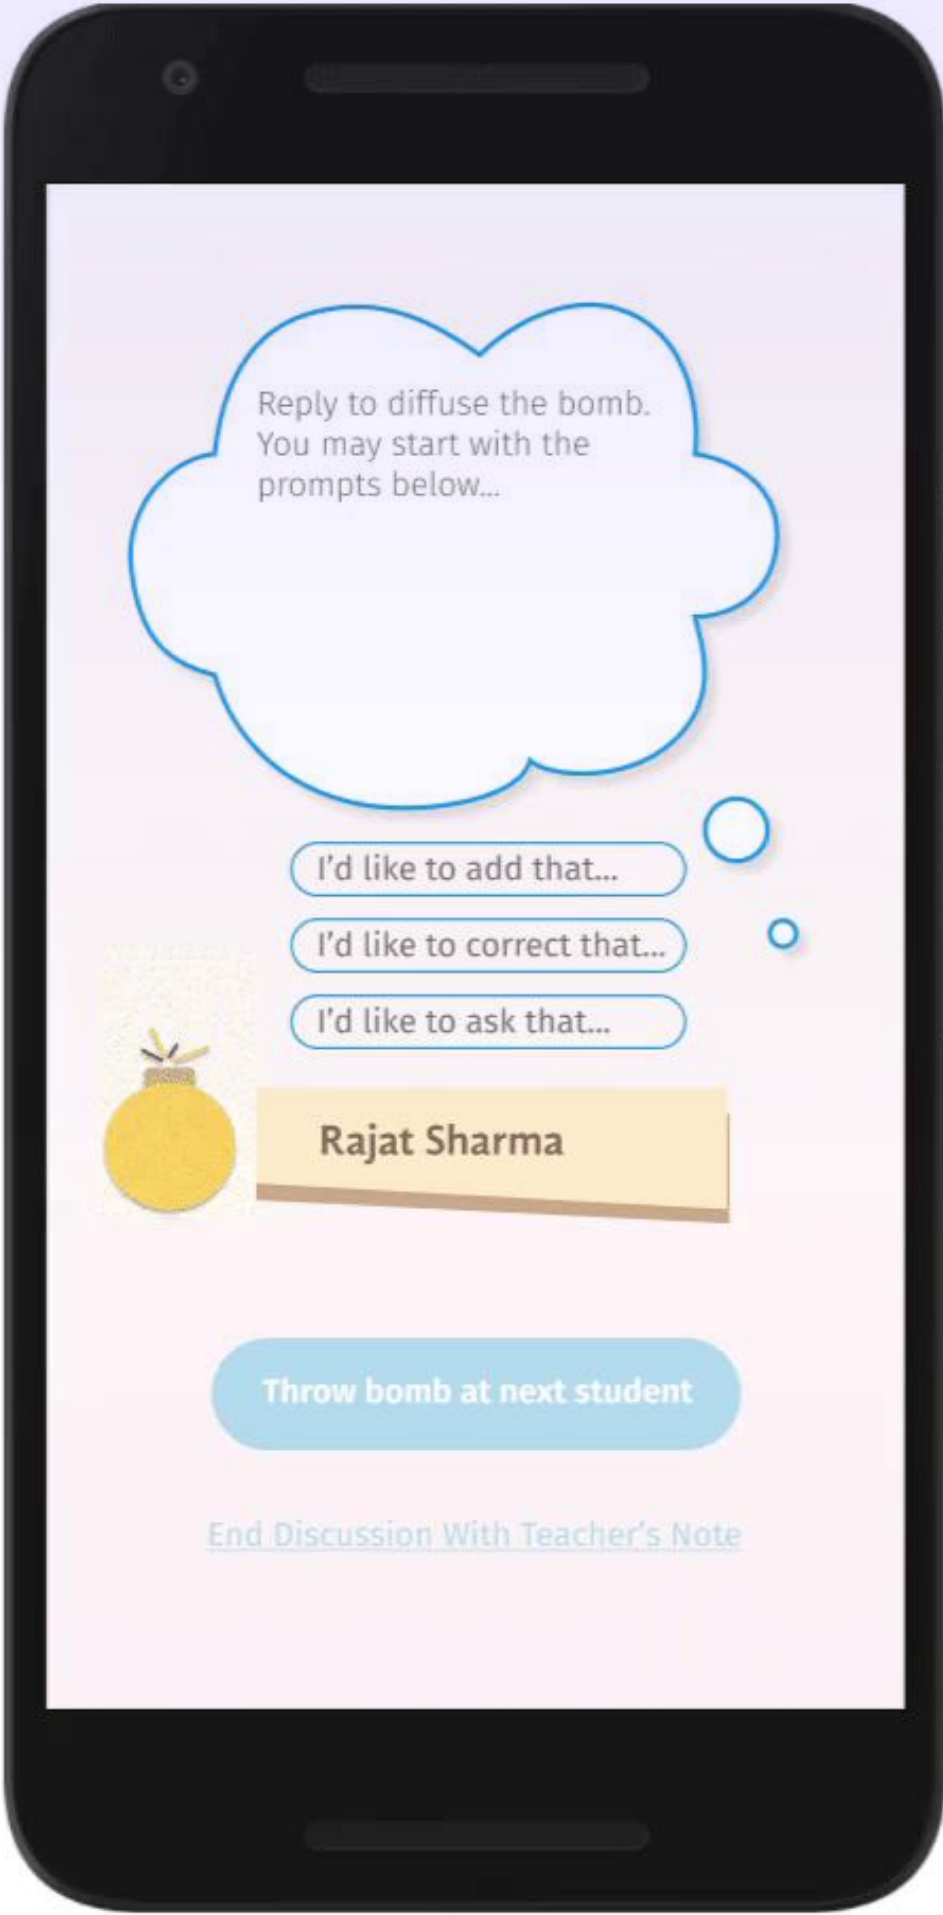 Reply to diffuse the bomb.
You may start with the
prompts below...
I'd like to add that...
I'd like to correct that...
I'd like to ask that...
Rajat Sharma
Throw bomb at next student
End Discussion With Teacher's Note